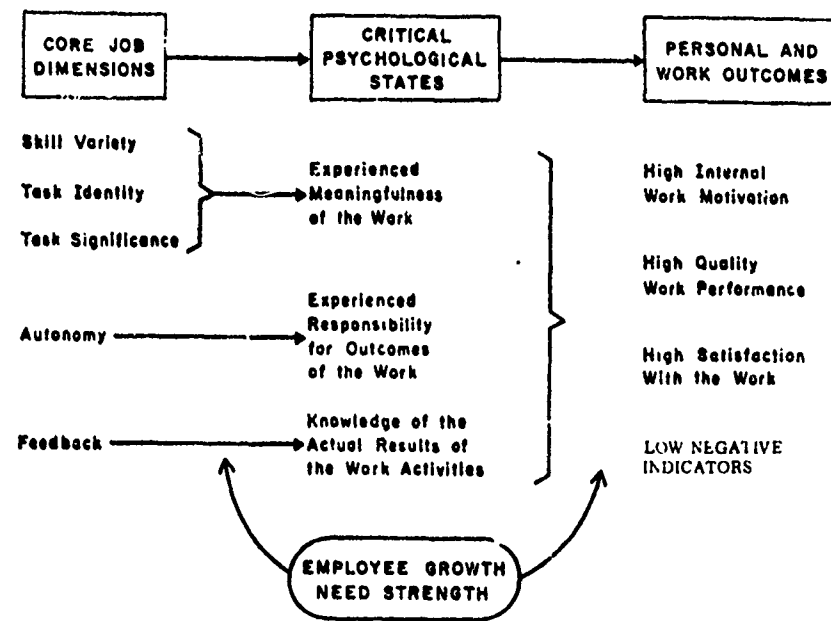 CORE JOB
DIMENSIONS
CRITICAL
PSYCHOLOGICAL
STATES
PERSONAL AND
WORK OUTCOMES
Skill Variety
Task Identity
Task Significance
Experienced
Meaningfulness
of the Work
High Internal
Work Motivation
High Quality
Work Performance
Autonomy
Experienced
Responsibility
for Outcomes
of the Work
High Satisfaction
With the Work
Feedback
Knowledge of the
Actual Results of
the Work Activities
LOW NEGATIVE
INDICATORS
EMPLOYEE GROWTH
NEED STRENGTH